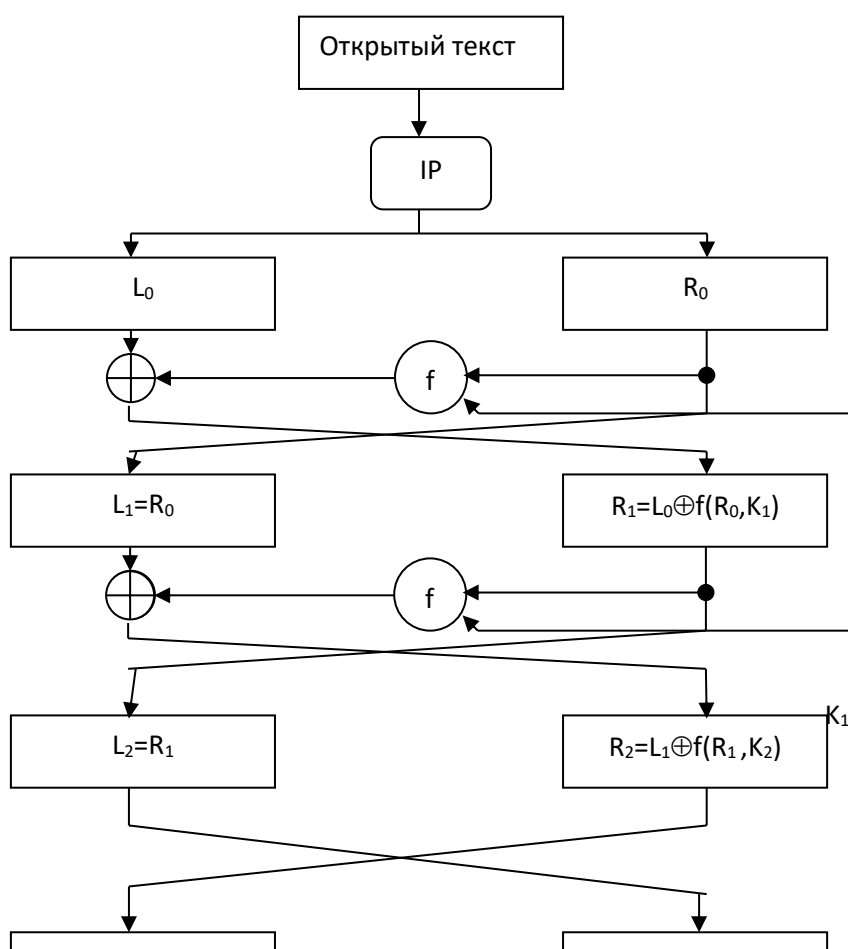 Открытый текст
IP
L₀
R₀
f
L₁=R₀
R₁=L₀⊕f(R₀,K₁)
f
L₂=R₁
R₂=L₁⊕f(R₁,K₂)
K₁